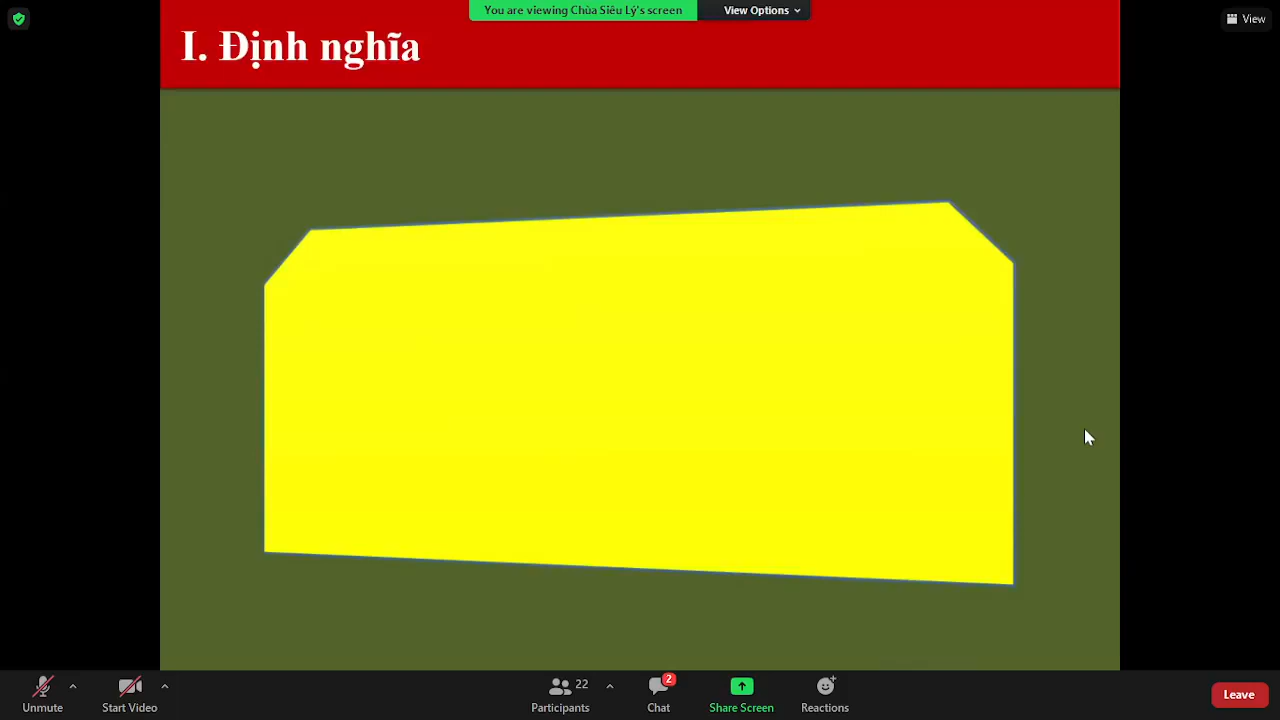 You are viewing Chùa Siêu Lý's screen
View Options
View
I. Định nghĩa
Unmute
Start Video
22
Participants
2
Chat
Share Screen
Reactions
Leave